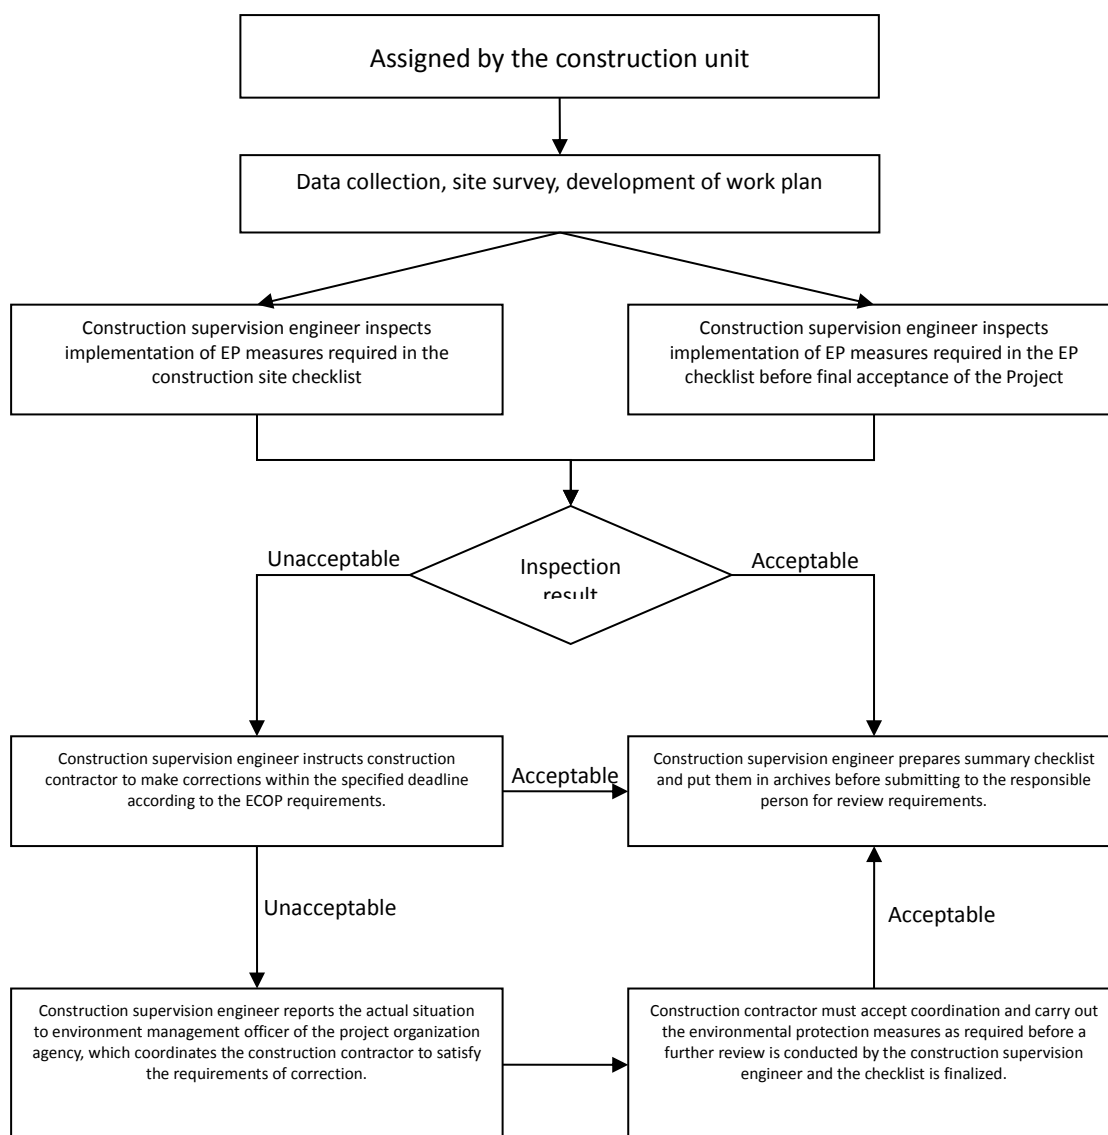 Assigned by the construction unit
Data collection, site survey, development of work plan
Construction supervision engineer inspects
implementation of EP measures required in the
construction site checklist
Construction supervision engineer inspects
implementation of EP measures required in the EP
checklist before final acceptance of the Project
Unacceptable
Inspection
result
Acceptable
Construction supervision engineer instructs construction
contractor to make corrections within the specified deadline
according to the ECOP requirements.
Acceptable
Construction supervision engineer prepares summary checklist
and put them in archives before submitting to the responsible
person for review requirements.
Unacceptable
Acceptable
Construction supervision engineer reports the actual situation
to environment management officer of the project organization
agency, which coordinates the construction contractor to satisfy
the requirements of correction.
Construction contractor must accept coordination and carry out
the environmental protection measures as required before a
further review is conducted by the construction supervision
engineer and the checklist is finalized.